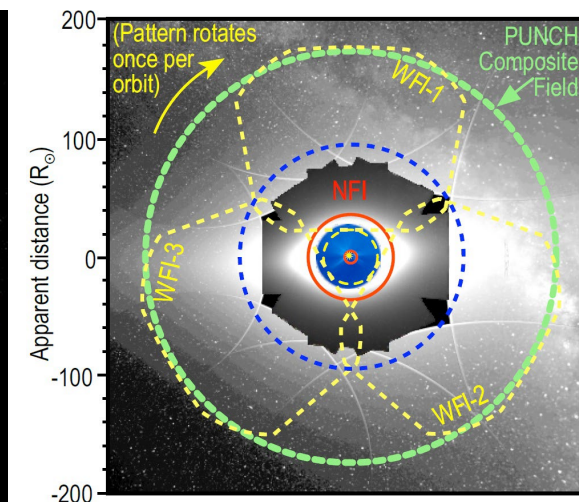 200
(Pattern rotates
once per
orbit)
WFI-1
PUNCH
Composite
Field
100
NFI
Apparent distance (R☉)
0
WFI-3
-100
WFI-2
-200